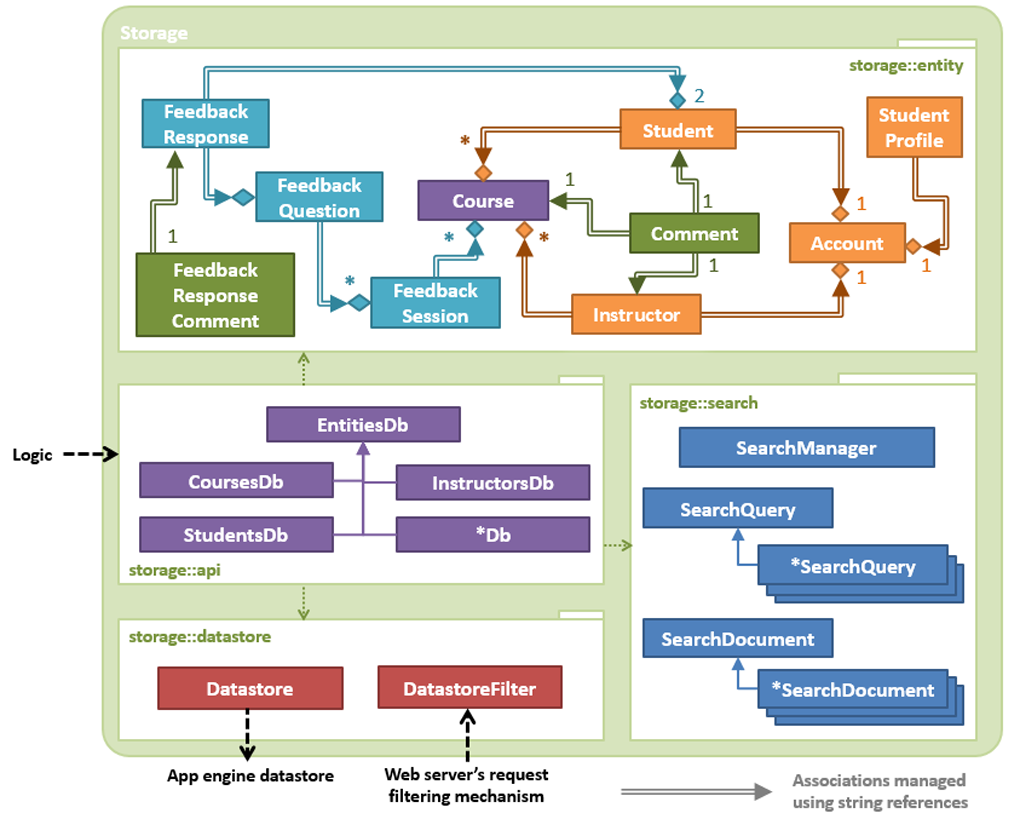 Storage
storage::entity
Feedback
Response
2
Student
1
Student
Profile
*
Feedback
Question
Course
1
1
1
Comment
Account
1
*
*
1
1
Feedback
Response
Comment
*
Feedback
Session
Instructor
1
Logic
EntitiesDb
CoursesDb
InstructorsDb
StudentsDb
*Db
storage::api
storage::search
SearchManager
SearchQuery
*SearchQuery
SearchDocument
*SearchDocument
storage::datastore
Datastore
DatastoreFilter
App engine datastore
Web server's request
filtering mechanism
Associations managed
using string references